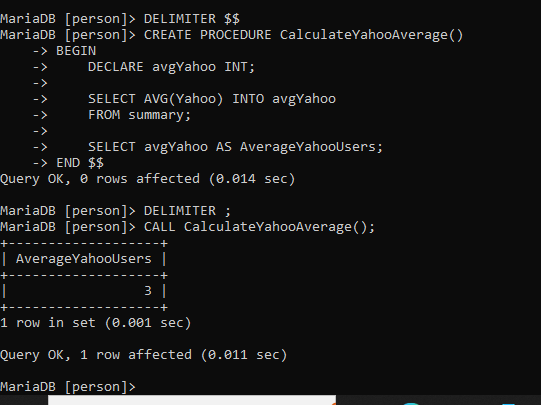 MariaDB [person]> DELIMITER $$
MariaDB [person]> CREATE PROCEDURE CalculateYahooAverage()
    -> BEGIN
    ->     DECLARE avgYahoo INT;
    ->
    ->     SELECT AVG(Yahoo) INTO avgYahoo
    ->     FROM summary;
    ->
    ->     SELECT avgYahoo AS AverageYahooUsers;
    -> END $$
Query OK, 0 rows affected (0.014 sec)

MariaDB [person]> DELIMITER ;
MariaDB [person]> CALL CalculateYahooAverage();
+-------------------+
| AverageYahooUsers |
+-------------------+
|                 3 |
+-------------------+
1 row in set (0.001 sec)

Query OK, 1 row affected (0.011 sec)

MariaDB [person]>